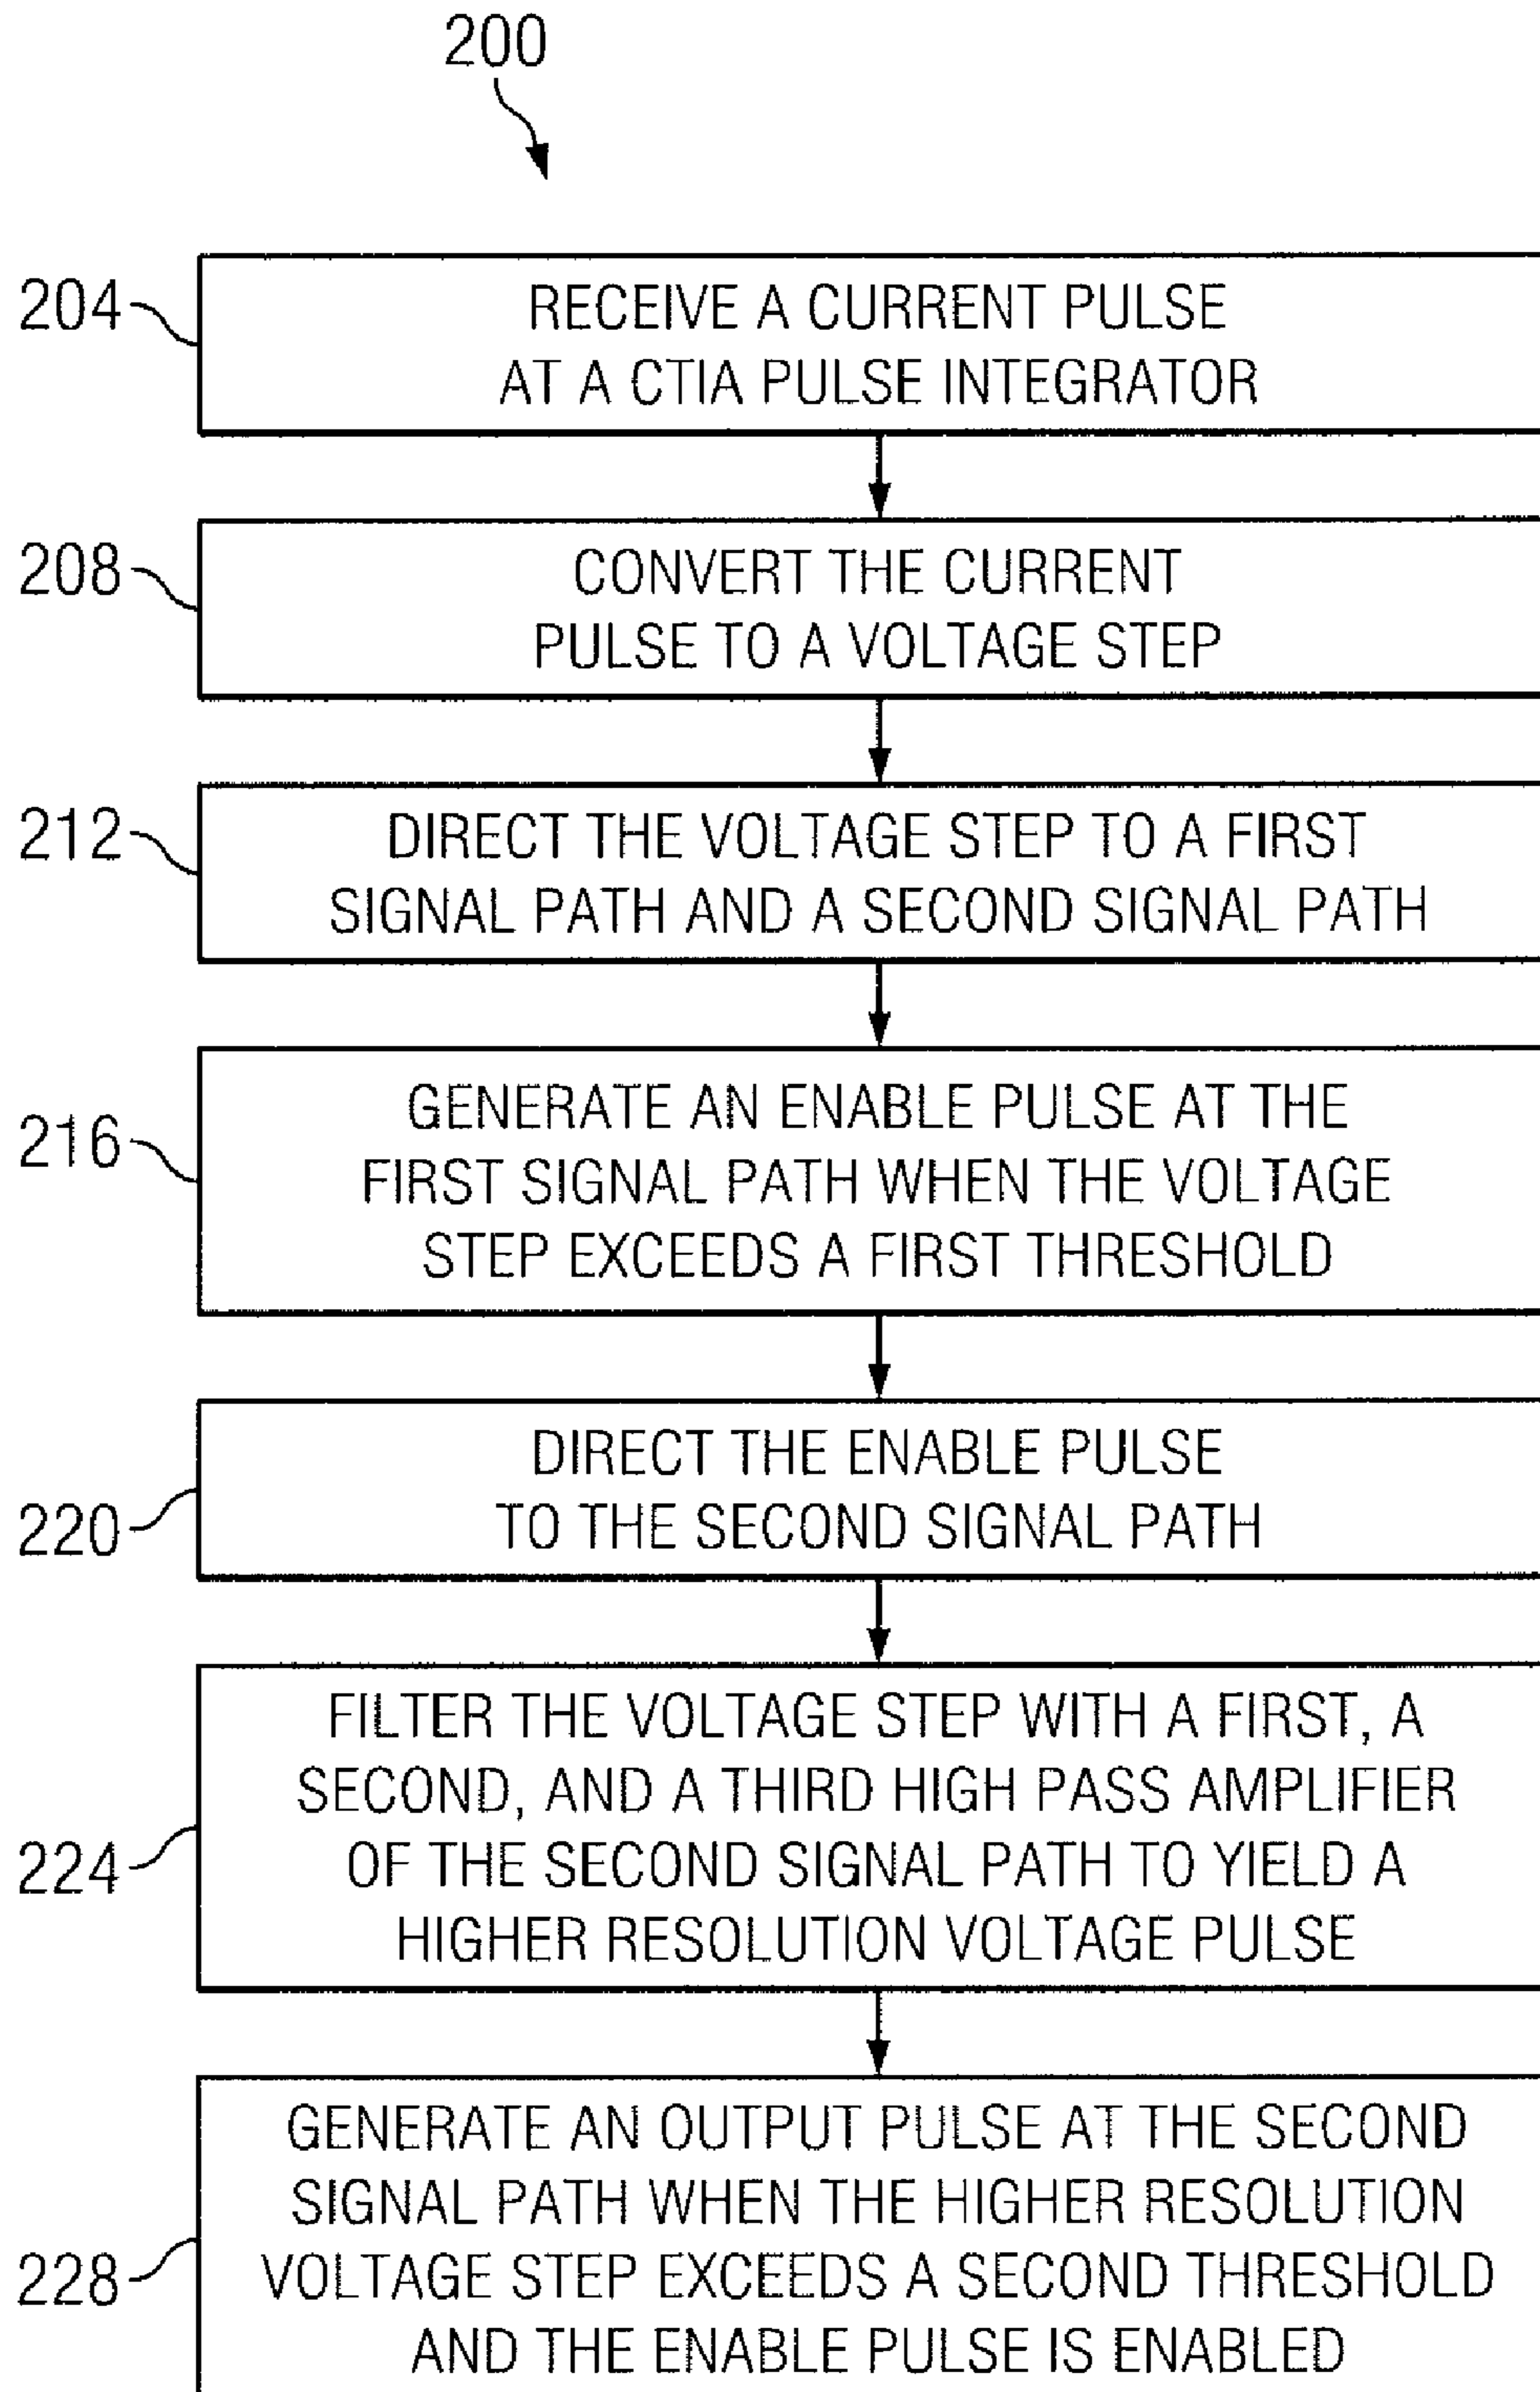 200
204
RECEIVE A CURRENT PULSE
AT A CTIA PULSE INTEGRATOR
208
CONVERT THE CURRENT
PULSE TO A VOLTAGE STEP
212
DIRECT THE VOLTAGE STEP TO A FIRST
SIGNAL PATH AND A SECOND SIGNAL PATH
216
GENERATE AN ENABLE PULSE AT THE
FIRST SIGNAL PATH WHEN THE VOLTAGE
STEP EXCEEDS A FIRST THRESHOLD
220
DIRECT THE ENABLE PULSE
TO THE SECOND SIGNAL PATH
224
FILTER THE VOLTAGE STEP WITH A FIRST, A
SECOND, AND A THIRD HIGH PASS AMPLIFIER
OF THE SECOND SIGNAL PATH TO YIELD A
HIGHER RESOLUTION VOLTAGE PULSE
228
GENERATE AN OUTPUT PULSE AT THE SECOND
SIGNAL PATH WHEN THE HIGHER RESOLUTION
VOLTAGE STEP EXCEEDS A SECOND THRESHOLD
AND THE ENABLE PULSE IS ENABLED